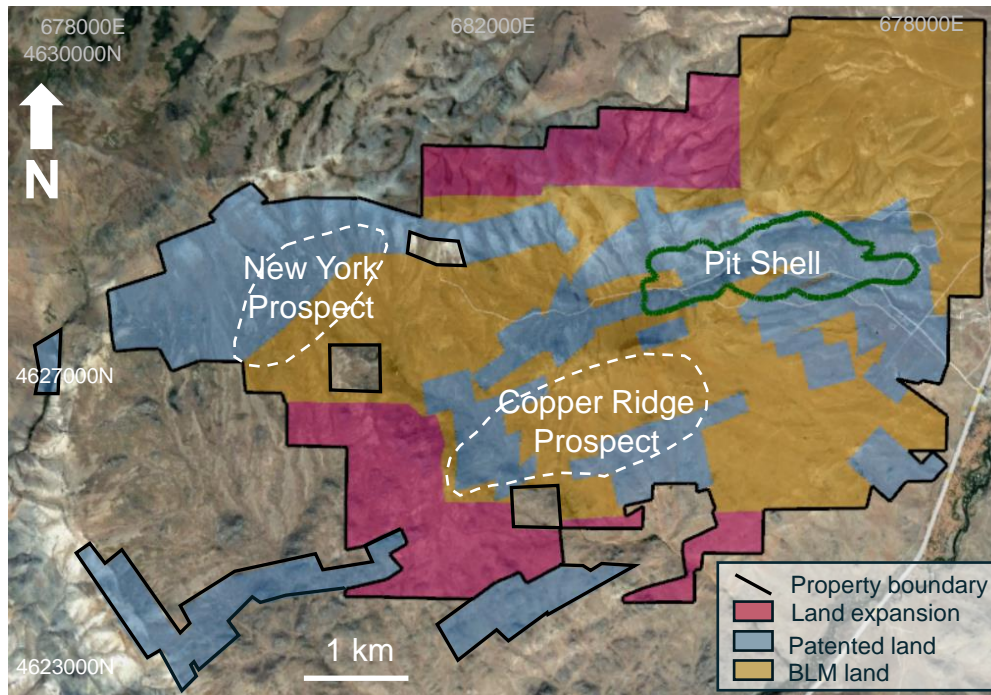 678000E
682000E
678000E
4630000N
N
New York
Prospect
Pit Shell
4627000N
Copper Ridge
Prospect
4623000N
1 km
Property boundary
Land expansion
Patented land
BLM land